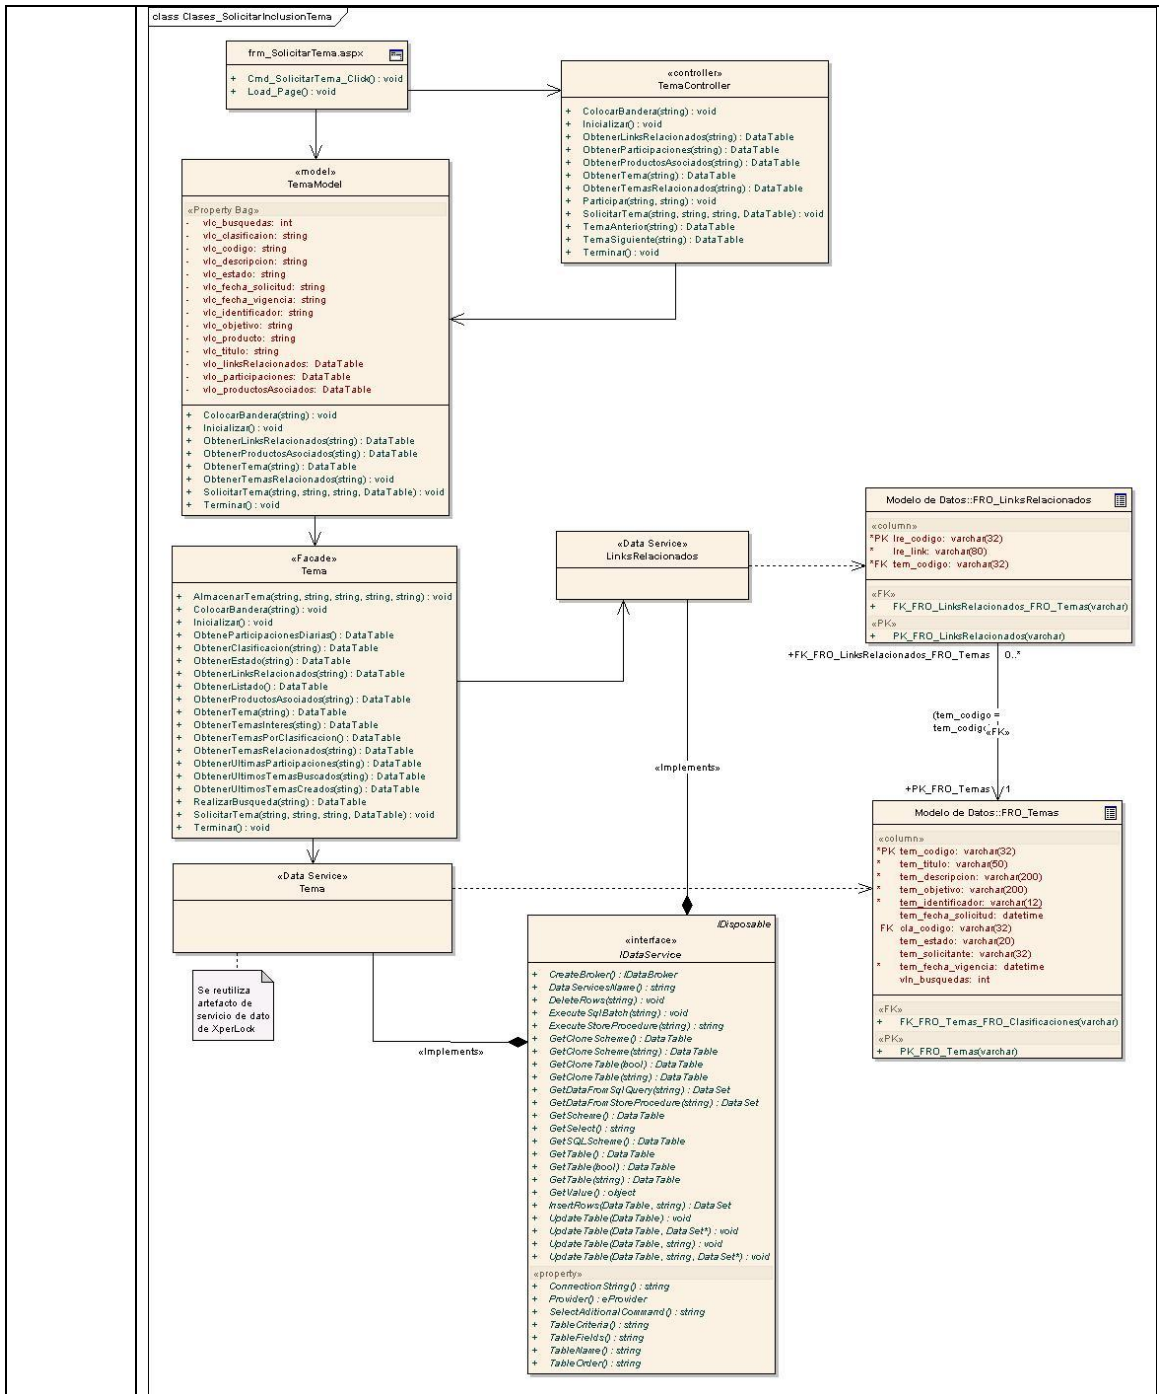 class Clases_SolicitarInclusionTema
frm_SolicitarTema.aspx
+ Cmd_SolicitarTema_Click() : void
+ Load_Page() : void
«controller»
TemaController
+ ColocarBandera(string) : void
+ Inicializar() : void
+ ObtenerLinksRelacionados(string) : DataTable
+ ObtenerParticipaciones(string) : DataTable
+ ObtenerProductosAsociados(string) : DataTable
+ ObtenerTema(string) : DataTable
+ ObtenerTemasRelacionados(string) : DataTable
+ Participar(string, string) : void
+ SolicitarTema(string, string, string, DataTable) : void
+ TemaAnterior(string) : DataTable
+ TemaSiguiente(string) : DataTable
+ Terminar() : void
«model»
TemaModel
«Property Bag»
- vlc_busquedas: int
- vlc_clasificaion: string
- vlc_codigo: string
- vlc_descripcion: string
- vlc_estado: string
- vlc_fecha_solicitud: string
- vlc_fecha_vigencia: string
- vlc_identificador: string
- vlc_objetivo: string
- vlc_producto: string
- vlc_titulo: string
- vlo_linksRelacionados: DataTable
- vlo_participaciones: DataTable
- vlo_productosAsociados: DataTable
+ ColocarBandera(string) : void
+ Inicializar() : void
+ ObtenerLinksRelacionados(string) : DataTable
+ ObtenerProductosAsociados(sting) : DataTable
+ ObtenerTema(string) : DataTable
+ ObtenerTemasRelacionados(string) : void
+ SolicitarTema(string, string, string, DataTable) : void
+ Terminar() : void
«Facade»
Tema
+ AlmacenarTema(string, string, string, string, string) : void
+ ColocarBandera(string) : void
+ Inicializar() : void
+ ObteneParticipacionesDiarias() : DataTable
+ ObtenerClasificacion(string) : DataTable
+ ObtenerEstado(string) : DataTable
+ ObtenerLinksRelacionados(string) : DataTable
+ ObtenerListado() : DataTable
+ ObtenerProductosAsociados(string) : DataTable
+ ObtenerTema(string) : DataTable
+ ObtenerTemasInteres(sting) : DataTable
+ ObtenerTemasPorClasificacion() : DataTable
+ ObtenerTemasRelacionados(string) : DataTable
+ ObtenerUltimasParticipaciones(sting) : DataTable
+ ObtenerUltimosTemasBuscados(sting) : DataTable
+ ObtenerUltimosTemasCreados(sting) : DataTable
+ RealizarBusqueda(string) : DataTable
+ SolicitarTema(string, string, string, DataTable) : void
+ Terminar() : void
«Data Service»
LinksRelacionados
Modelo de Datos::FRO_LinksRelacionados
«column»
*PK lre_codigo: varchar(32)
* lre_link: varchar(80)
*FK tem_codigo: varchar(32)
«FK»
+ FK_FRO_LinksRelacionados_FRO_Temas(varchar)
«PK»
+ PK_FRO_LinksRelacionados(varchar)
+FK_FRO_LinksRelacionados_FRO_Temas 0..*
(tem_codigo =
tem_codigo
«FK»
«Implements»
+PK_FRO_Temas 1
Modelo de Datos::FRO_Temas
«column»
*PK tem_codigo: varchar(32)
* tem_titulo: varchar(50)
* tem_descripcion: varchar(200)
* tem_objetivo: varchar(200)
* tem_identificador: varchar(12)
tem_fecha_solicitud: datetime
FK cla_codigo: varchar(32)
tem_estado: varchar(20)
tem_solicitante: varchar(32)
* tem_fecha_vigencia: datetime
vln_busquedas: int
«FK»
+ FK_FRO_Temas_FRO_Clasificaciones(varchar)
«PK»
+ PK_FRO_Temas(varchar)
«Data Service»
Tema
Se reutiliza
artefacto de
servicio de dato
de XperLock
«Implements»
IDisposable
«interface»
IDataService
+ CreateBroker() : IDataBroker
+ DataServicesName() : string
+ DeleteRows(string) : void
+ ExecuteSqlBatch(string) : void
+ ExecuteStoreProcedure(string) : string
+ GetCloneScheme() : DataTable
+ GetCloneScheme(string) : DataTable
+ GetCloneTable(bool) : DataTable
+ GetCloneTable(string) : DataTable
+ GetDataFromSqlQuery(string) : DataSet
+ GetDataFromStoreProcedure(string) : DataSet
+ GetScheme() : DataTable
+ GetSelect() : string
+ GetSQLScheme() : DataTable
+ GetTable() : DataTable
+ GetTable(bool) : DataTable
+ GetTable(string) : DataTable
+ GetValue() : object
+ InsertRows(DataTable, string) : DataSet
+ UpdateTable(DataTable) : void
+ UpdateTable(DataTable, DataSet*) : void
+ UpdateTable(DataTable, string) : void
+ UpdateTable(DataTable, string, DataSet*) : void
«property»
+ ConnectionString() : string
+ Provider() : eProvider
+ SelectAditionalCommand() : string
+ TableCriteria() : string
+ TableFields() : string
+ TableName() : string
+ TableOrder() : string